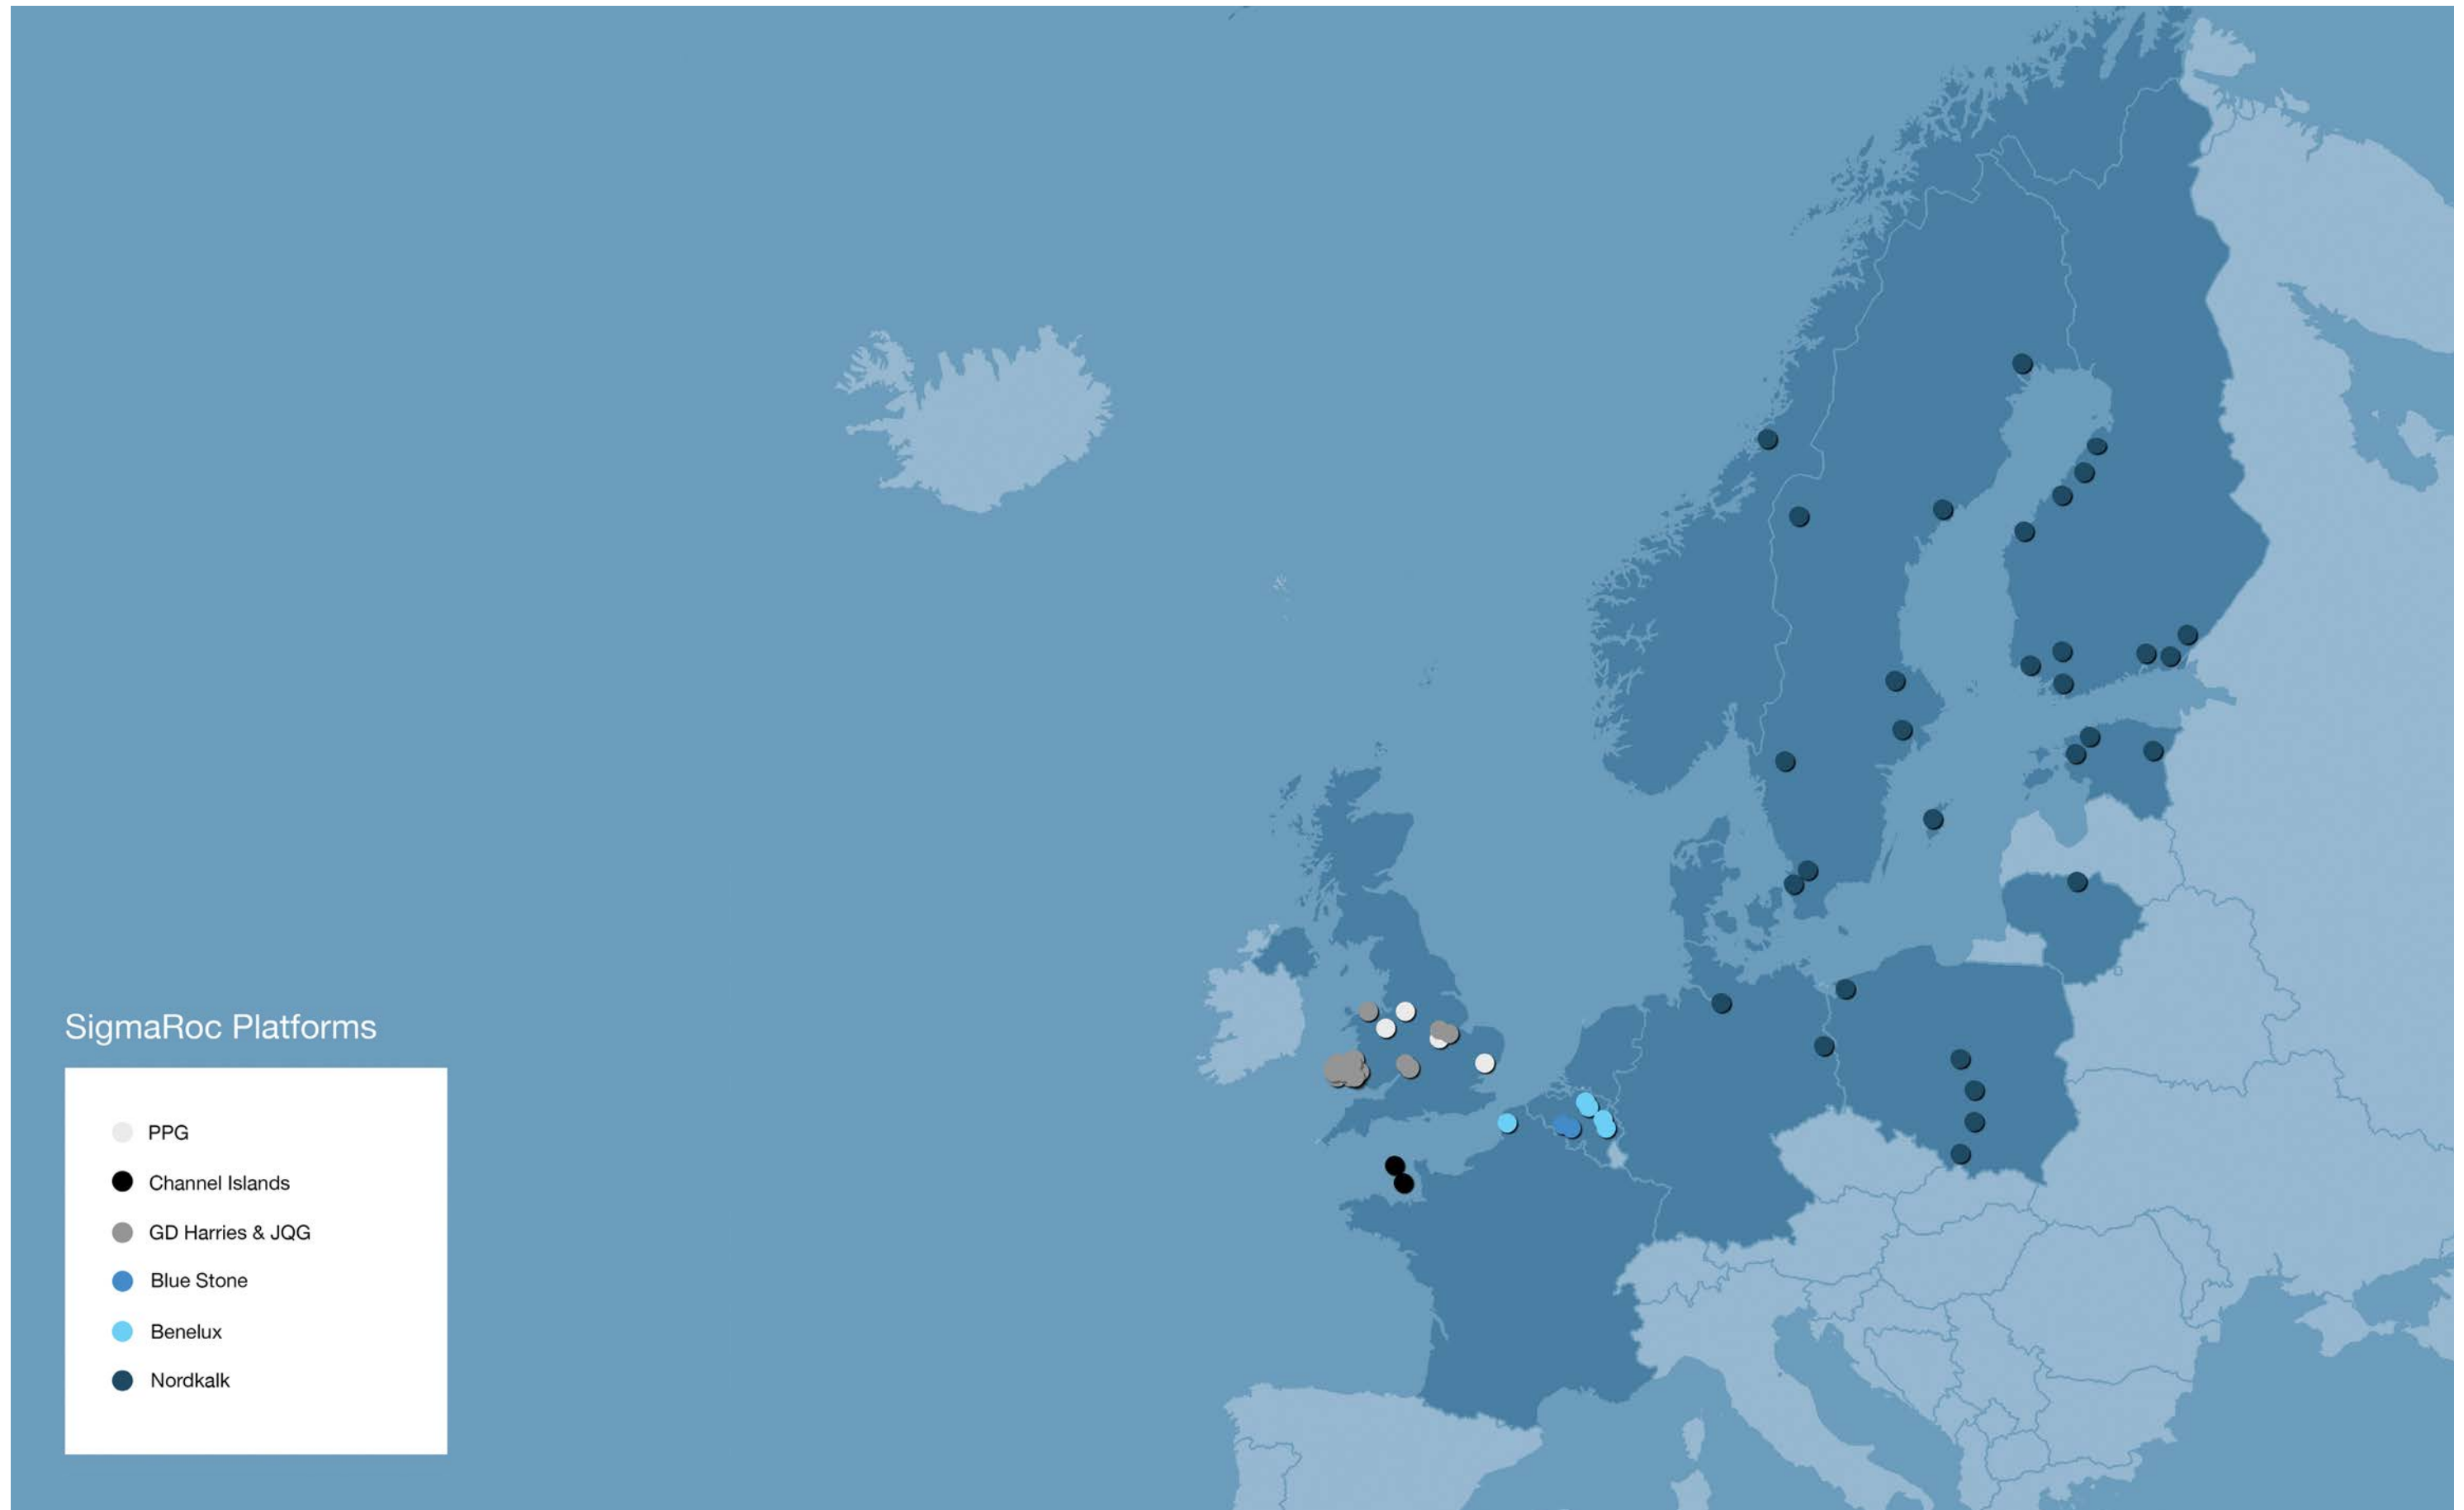 SigmaRoc Platforms
PPG
Channel Islands
GD Harries & JQG
Blue Stone
Benelux
Nordkalk